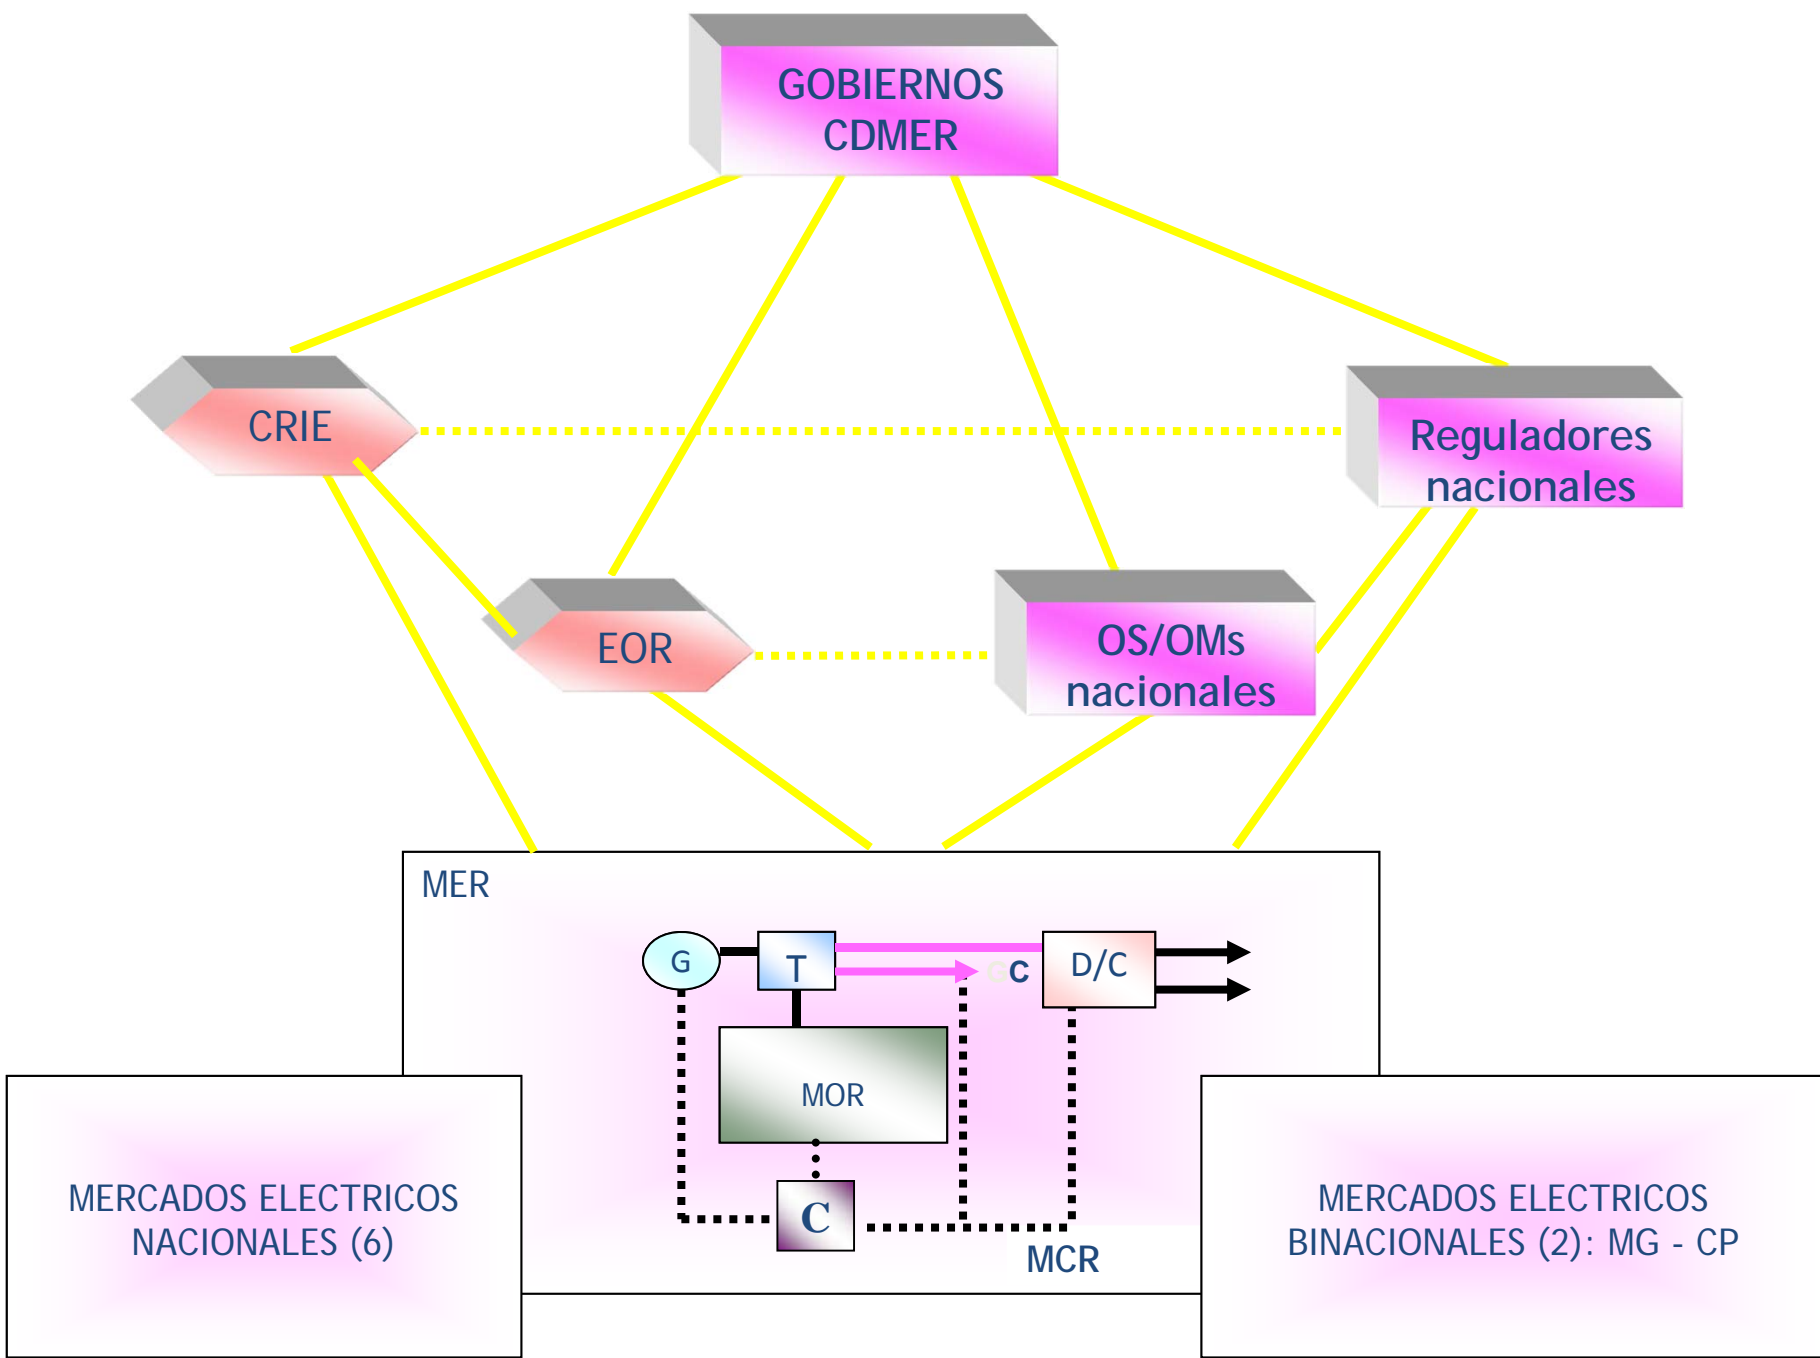 GOBIERNOS
CDMER
CRIE
Reguladores
nacionales
EOR
OS/OMs
nacionales
MER
G
T
GC
D/C
MOR
C
MCR
MERCADOS ELECTRICOS
NACIONALES (6)
MERCADOS ELECTRICOS
BINACIONALES (2): MG - CP